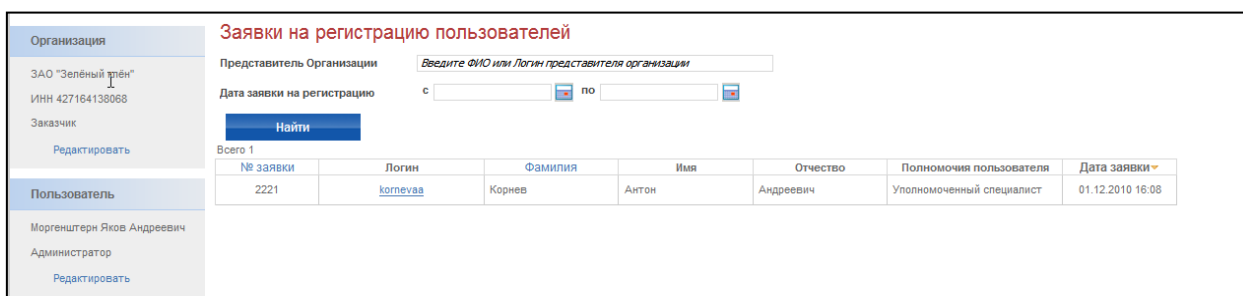 Организация
ЗАО "Зелёный клён"
ИНН 427164138068
Заказчик
Редактировать
Пользователь
Моргенштерн Яков Андреевич
Администратор
Редактировать
Заявки на регистрацию пользователей
Представитель Организации Введите ФИО или Логин представителя организации
Дата заявки на регистрацию с по
Найти
Всего 1
№ заявки Логин Фамилия Имя Отчество Полномочия пользователя Дата заявки
2221 kornevaa Корнев Антон Андреевич Уполномоченный специалист 01.12.2010 16:08